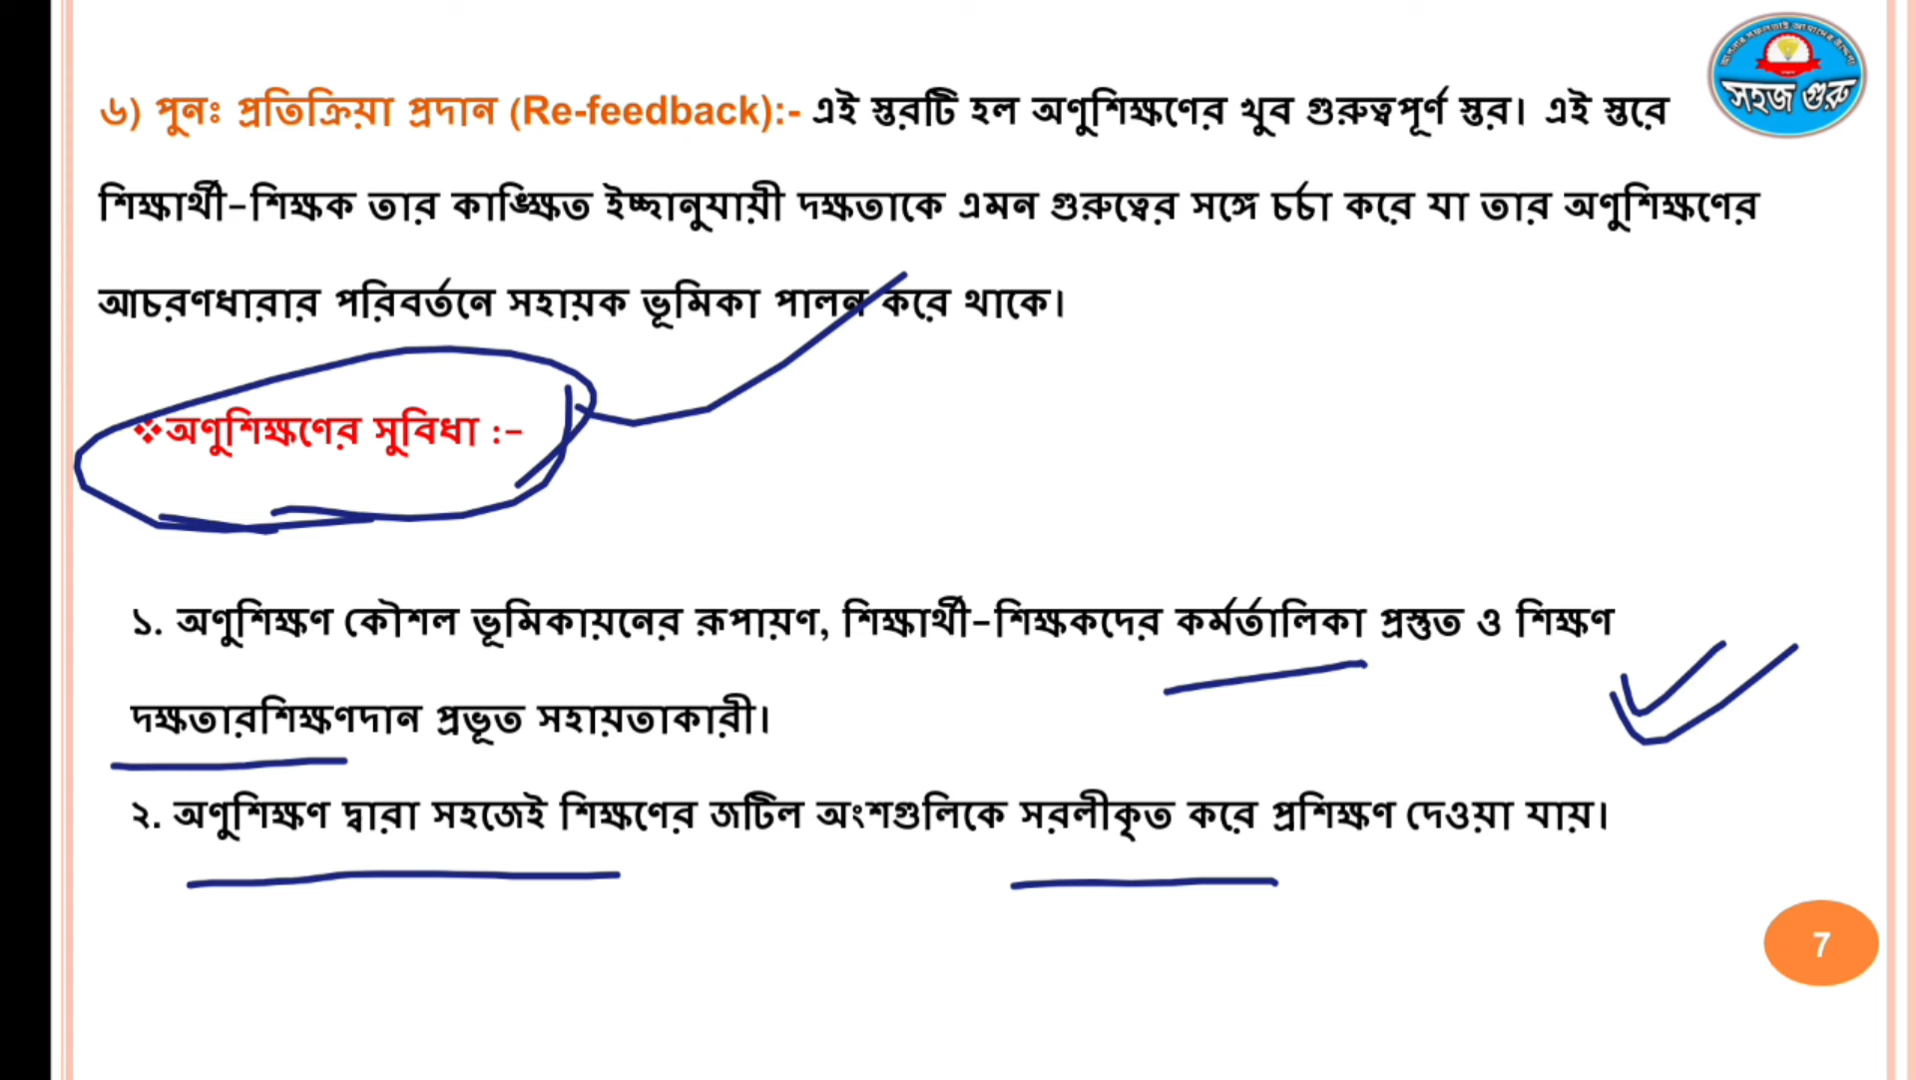 ৬) পুনঃ প্রতিক্রিয়া প্রদান (Re-feedback):- এই স্তরটি হল অণুশিক্ষণের খুব গুরুত্বপূর্ণ স্তর। এই স্তরে
শিক্ষার্থী-শিক্ষক তার কাঙ্ক্ষিত ইচ্ছানুযায়ী দক্ষতাকে এমন গুরুত্বের সঙ্গে চর্চা করে যা তার অণুশিক্ষণের
আচরণধারার পরিবর্তনে সহায়ক ভূমিকা পালন করে থাকে।
❖অণুশিক্ষণের সুবিধা :-
১. অণুশিক্ষণ কৌশল ভূমিকায়নের রূপায়ণ, শিক্ষার্থী-শিক্ষকদের কর্মর্তালিকা প্রস্তুত ও শিক্ষণ
দক্ষতারশিক্ষণদান প্রভূত সহায়তাকারী।
২. অণুশিক্ষণ দ্বারা সহজেই শিক্ষণের জটিল অংশগুলিকে সরলীকৃত করে প্রশিক্ষণ দেওয়া যায়।
সহজ গুরু
7